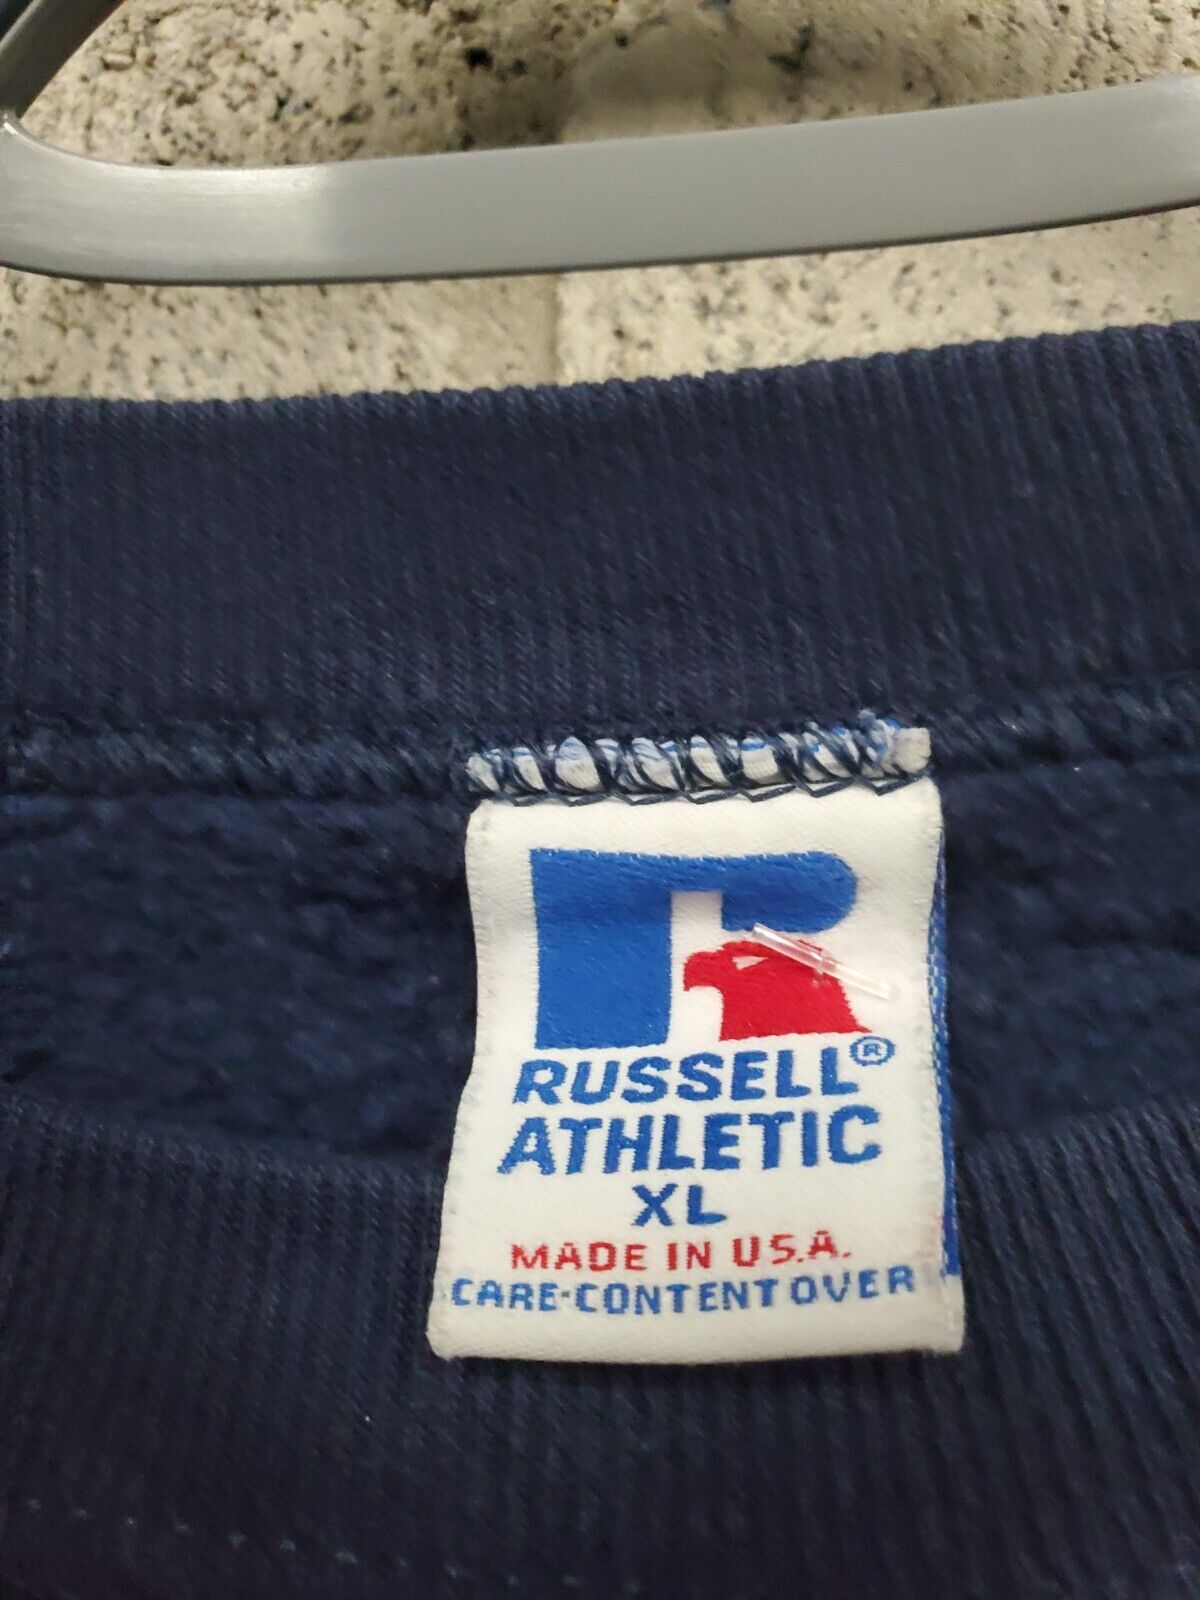 RUSSELL®
ATHLETIC
XL
MADE IN U.S.A.
CARE-CONTENT OVER